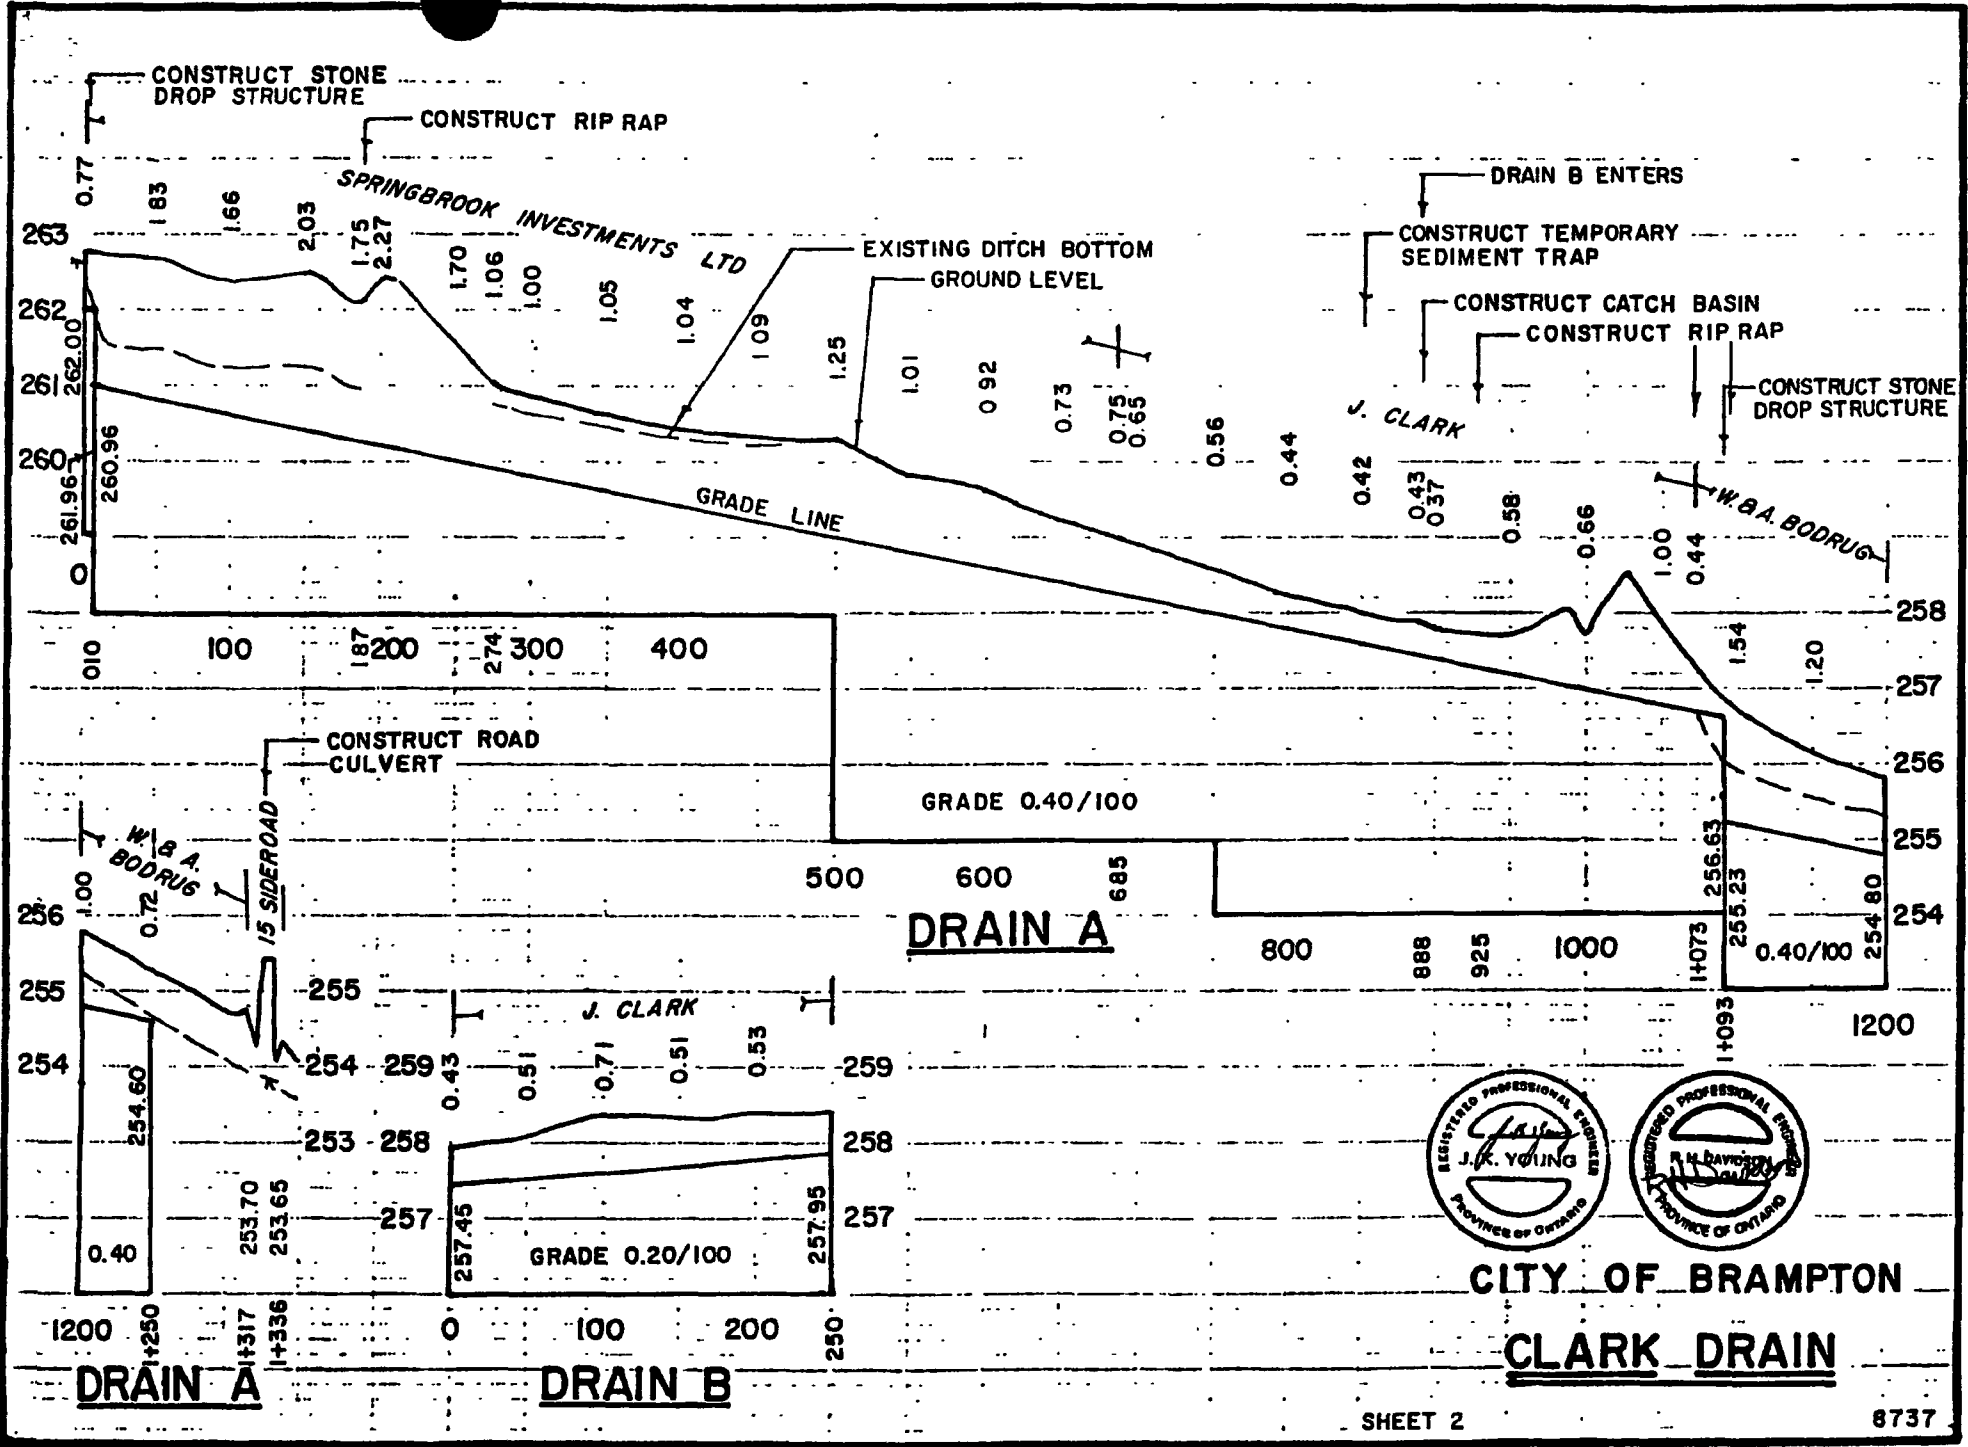 CONSTRUCT STONE
DROP STRUCTURE
CONSTRUCT RIP RAP
SPRINGBROOK INVESTMENTS LTD
DRAIN B ENTERS
CONSTRUCT TEMPORARY
SEDIMENT TRAP
EXISTING DITCH BOTTOM
GROUND LEVEL
CONSTRUCT CATCH BASIN
CONSTRUCT RIP RAP
CONSTRUCT STONE
DROP STRUCTURE
0.77
1.83
1.66
2.03
1.75
2.27
1.70
1.06
1.00
1.05
1.04
1.09
1.25
1.01
0.92
0.73
0.75
0.65
0.56
0.44
0.42
0.43
0.37
0.58
0.66
1.00
0.44
1.54
1.20
J. CLARK
W. & A. BODRUG
263
262
261
260
262.00
261.96
260.96
0
GRADE LINE
258
257
256
255
254
010
100
187
200
274
300
400
GRADE 0.40/100
500
600
685
800
888
925
1000
1+073
256.63
255.23
1+093
0.40/100
254.80
1200
DRAIN A
CONSTRUCT ROAD
CULVERT
15 SIDEROAD
W. & A.
BODRUG
1.00
0.72
256
255
254
255
254
253
254.60
253.70
253.65
0.40
1200
1+250
1+317
1+336
DRAIN A
J. CLARK
0.43
0.51
0.71
0.51
0.53
259
258
257
259
258
257
257.45
GRADE 0.20/100
257.95
0
100
200
250
DRAIN B
REGISTERED PROFESSIONAL ENGINEER
J. K. YOUNG
PROVINCE OF ONTARIO
REGISTERED PROFESSIONAL ENGINEER
R. H. DAVIDSON
PROVINCE OF ONTARIO
CITY OF BRAMPTON
CLARK DRAIN
SHEET 2
8737